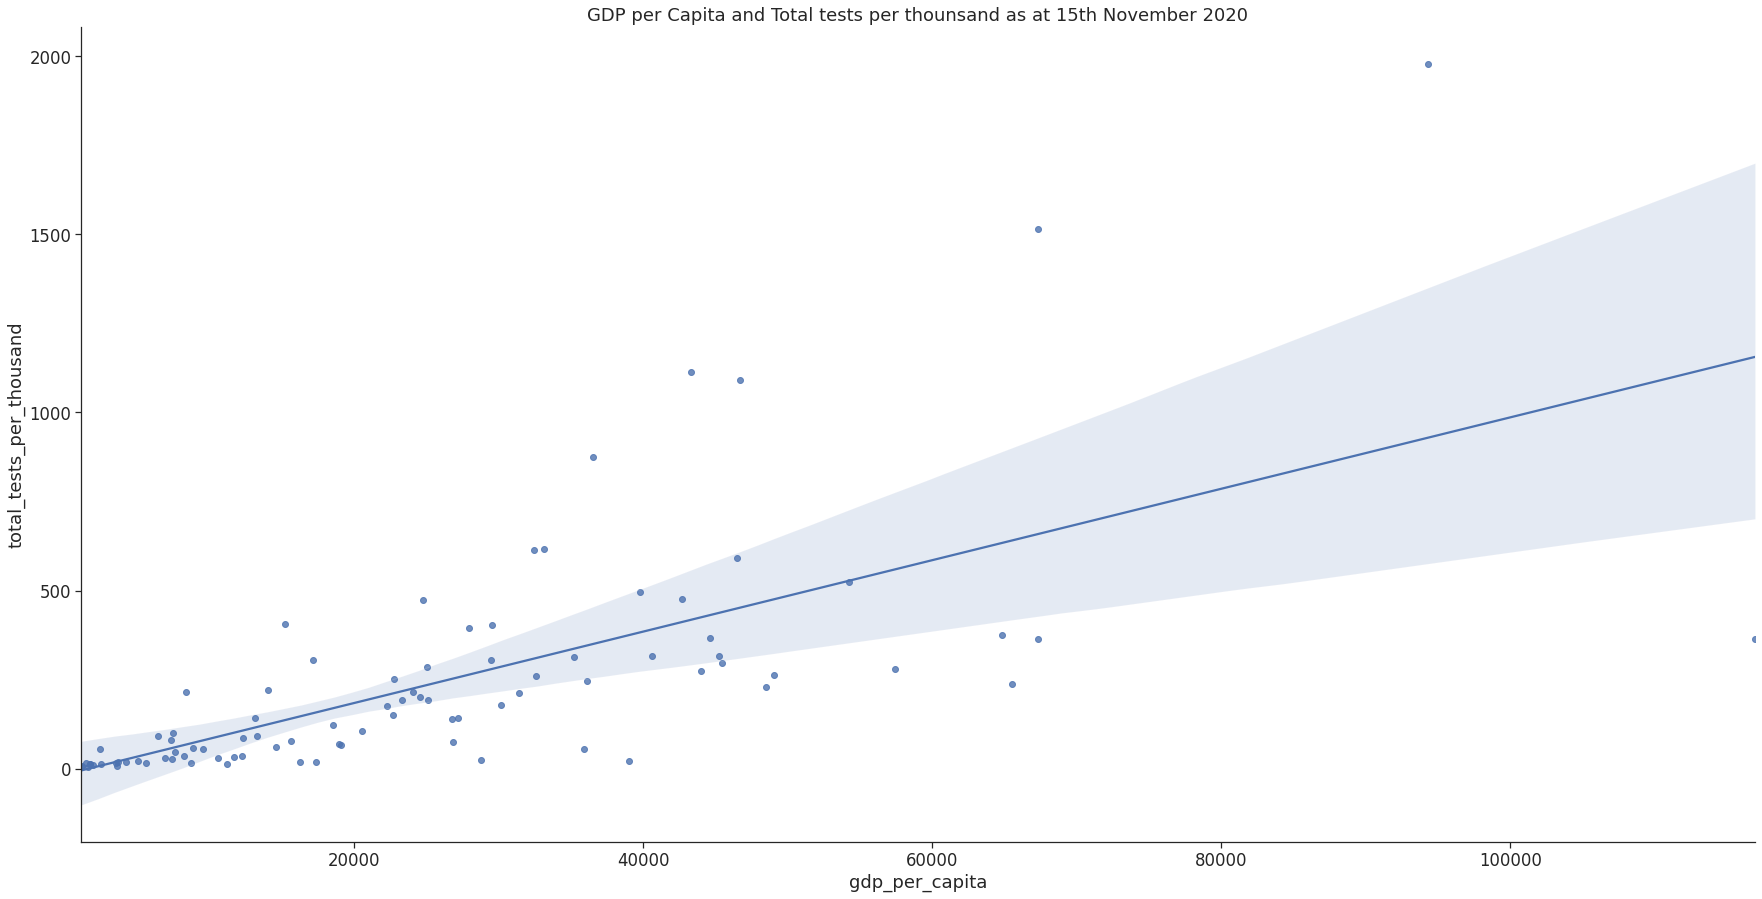 GDP per Capita and Total tests per thounsand as at 15th November 2020
2000
1500
1000
500
0
total_tests_per_thousand
20000 40000 60000 80000 100000
gdp_per_capita